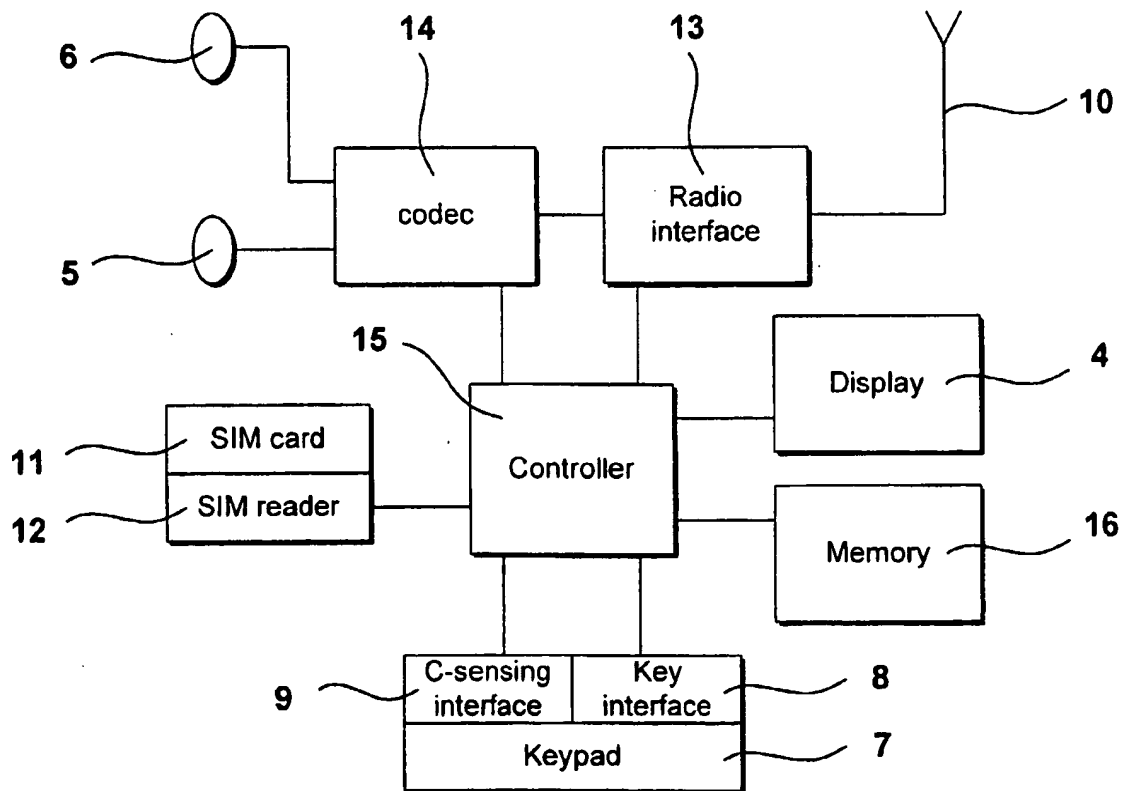 14
13
6
10
codec
Radio
interface
5
15
4
Display
SIM card
11
Controller
SIM reader
12
16
Memory
C-sensing
interface
Key
interface
9
8
Keypad
7